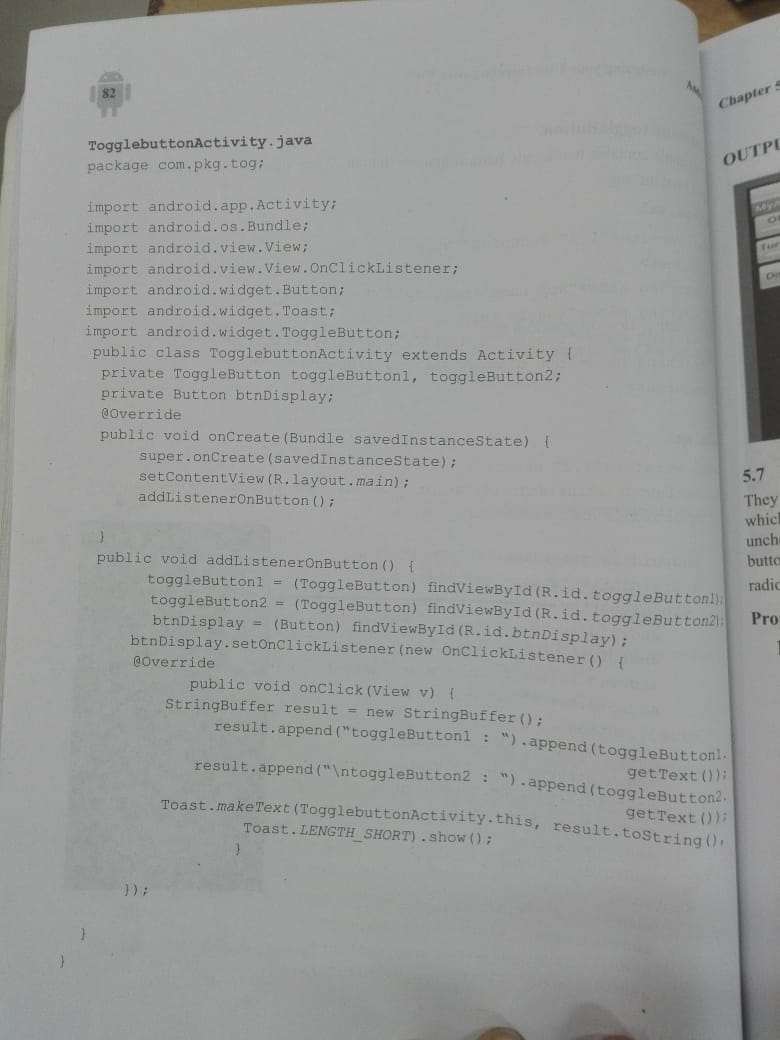 82
TogglebuttonActivity.java
package com.pkg.tog;
import android.app.Activity;
import android.os.Bundle;
import android.view.View;
import android.view.View.OnClickListener;
import android.widget.Button;
import android.widget.Toast;
import android.widget.ToggleButton;
public class TogglebuttonActivity extends Activity {
private ToggleButton toggleButton1, toggleButton2;
private Button btnDisplay;
@Override
public void onCreate(Bundle savedInstanceState) {
super.onCreate(savedInstanceState);
setContentView(R.layout.main);
addListenerOnButton();
}
public void addListenerOnButton() {
toggleButton1 = (ToggleButton) findViewById(R.id.toggleButton1);
toggleButton2 = (ToggleButton) findViewById(R.id.toggleButton2);
btnDisplay = (Button) findViewById(R.id.btnDisplay);
btnDisplay.setOnClickListener(new OnClickListener() {
@Override
public void onClick(View v) {
StringBuffer result = new StringBuffer();
result.append(“toggleButton1 : “).append(toggleButton1.
getText());
result.append(“\ntoggleButton2 : “).append(toggleButton2.
getText());
Toast.makeText(TogglebuttonActivity.this, result.toString(),
Toast.LENGTH_SHORT).show();
}
});
}
}
Chapter 5
OUTPU
5.7
They
which
unch
butto
radio
Pro